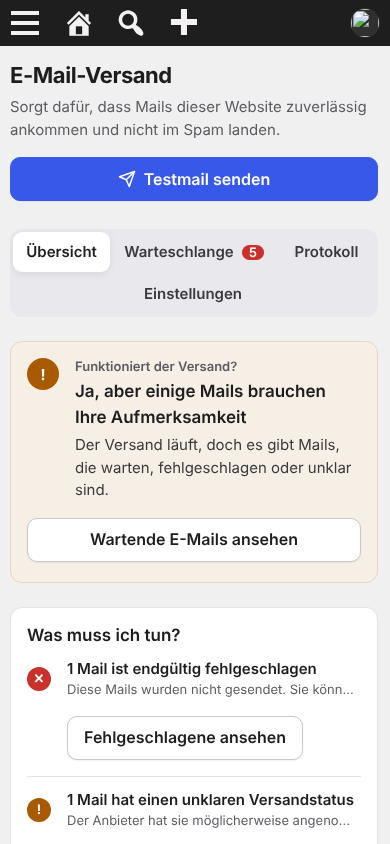 E-Mail-Versand
Sorgt dafür, dass Mails dieser Website zuverlässig
ankommen und nicht im Spam landen.
Testmail senden
Übersicht
Warteschlange 5
Protokoll
Einstellungen
!
Funktioniert der Versand?
Ja, aber einige Mails brauchen
Ihre Aufmerksamkeit
Der Versand läuft, doch es gibt Mails,
die warten, fehlgeschlagen oder unklar
sind.
Wartende E-Mails ansehen
Was muss ich tun?
1 Mail ist endgültig fehlgeschlagen
Diese Mails wurden nicht gesendet. Sie könn...
Fehlgeschlagene ansehen
!
1 Mail hat einen unklaren Versandstatus
Der Anbieter hat sie möglicherweise angeno...